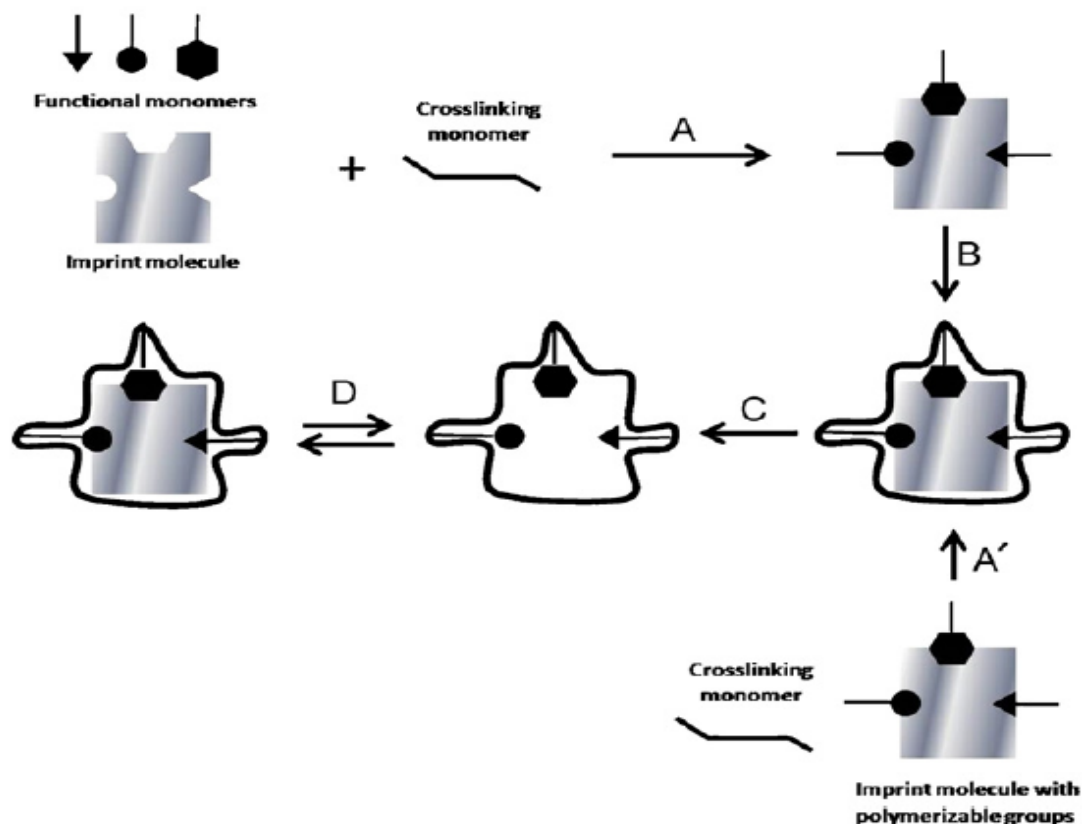 Functional monomers
Crosslinking
monomer
A
+
Imprint molecule
B
D
C
A´
Crosslinking
monomer
Imprint molecule with
polymerizable groups